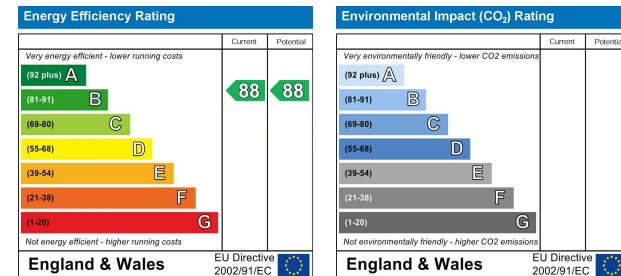 Energy Efficiency Rating
Current Potential
Very energy efficient - lower running costs
(92 plus) A
(81-91) B
88 88
(69-80) C
(55-68) D
(39-54) E
(21-38) F
(1-20) G
Not energy efficient - higher running costs
England & Wales
EU Directive
2002/91/EC
Environmental Impact (CO₂) Rating
Current Potentia
Very environmentally friendly - lower CO2 emissions
(92 plus) A
(81-91) B
(69-80) C
(55-68) D
(39-54) E
(21-38) F
(1-20) G
Not environmentally friendly - higher CO2 emissions
England & Wales
EU Directive
2002/91/EC